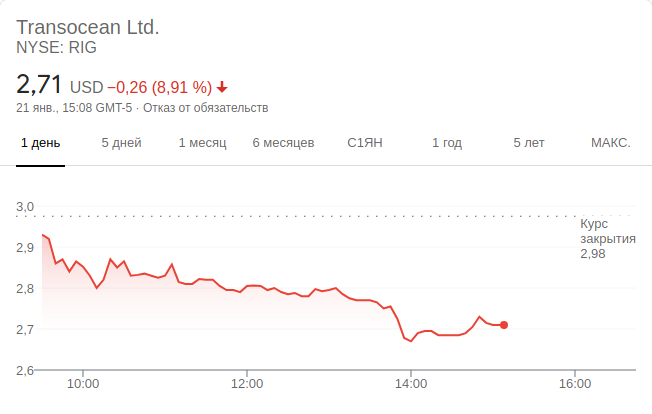 Transocean Ltd.
NYSE: RIG
2,71 USD −0,26 (8,91 %)
21 янв., 15:08 GMT-5 · Отказ от обязательств
1 день 5 дней 1 месяц 6 месяцев С1ЯН 1 год 5 лет МАКС.
3,0
Курс
закрытия
2,98
2,9
2,8
2,7
2,6
10:00 12:00 14:00 16:00